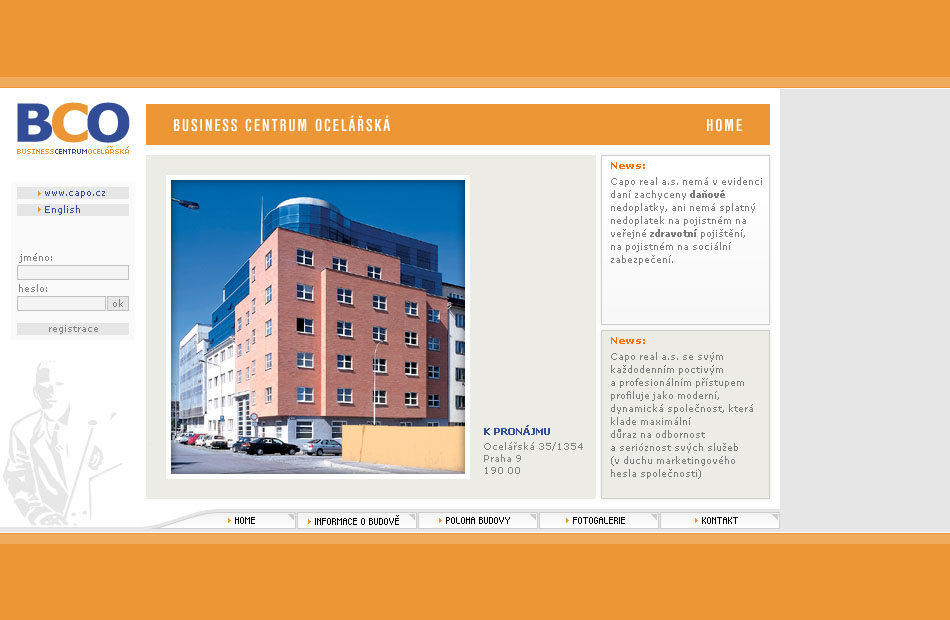 BCO
BUSINESSCENTRUMOCELÁŘSKÁ
BUSINESS CENTRUM OCELÁŘSKÁ
HOME
www.capo.cz
English
jméno:
heslo:
ok
registrace
K PRONÁJMU
Ocelářská 35/1354
Praha 9
190 00
News:
Capo real a.s. nemá v evidenci
daní zachyceny daňové
nedoplatky, ani nemá splatný
nedoplatek na pojistném na
veřejné zdravotní pojištění,
na pojistném na sociální
zabezpečení.
News:
Capo real a.s. se svým
každodenním poctivým
a profesionálním přístupem
profiluje jako moderní,
dynamická společnost, která
klade maximální
důraz na odbornost
a serióznost svých služeb
(v duchu marketingového
hesla společnosti)
HOME
INFORMACE O BUDOVĚ
POLOHA BUDOVY
FOTOGALERIE
KONTAKT